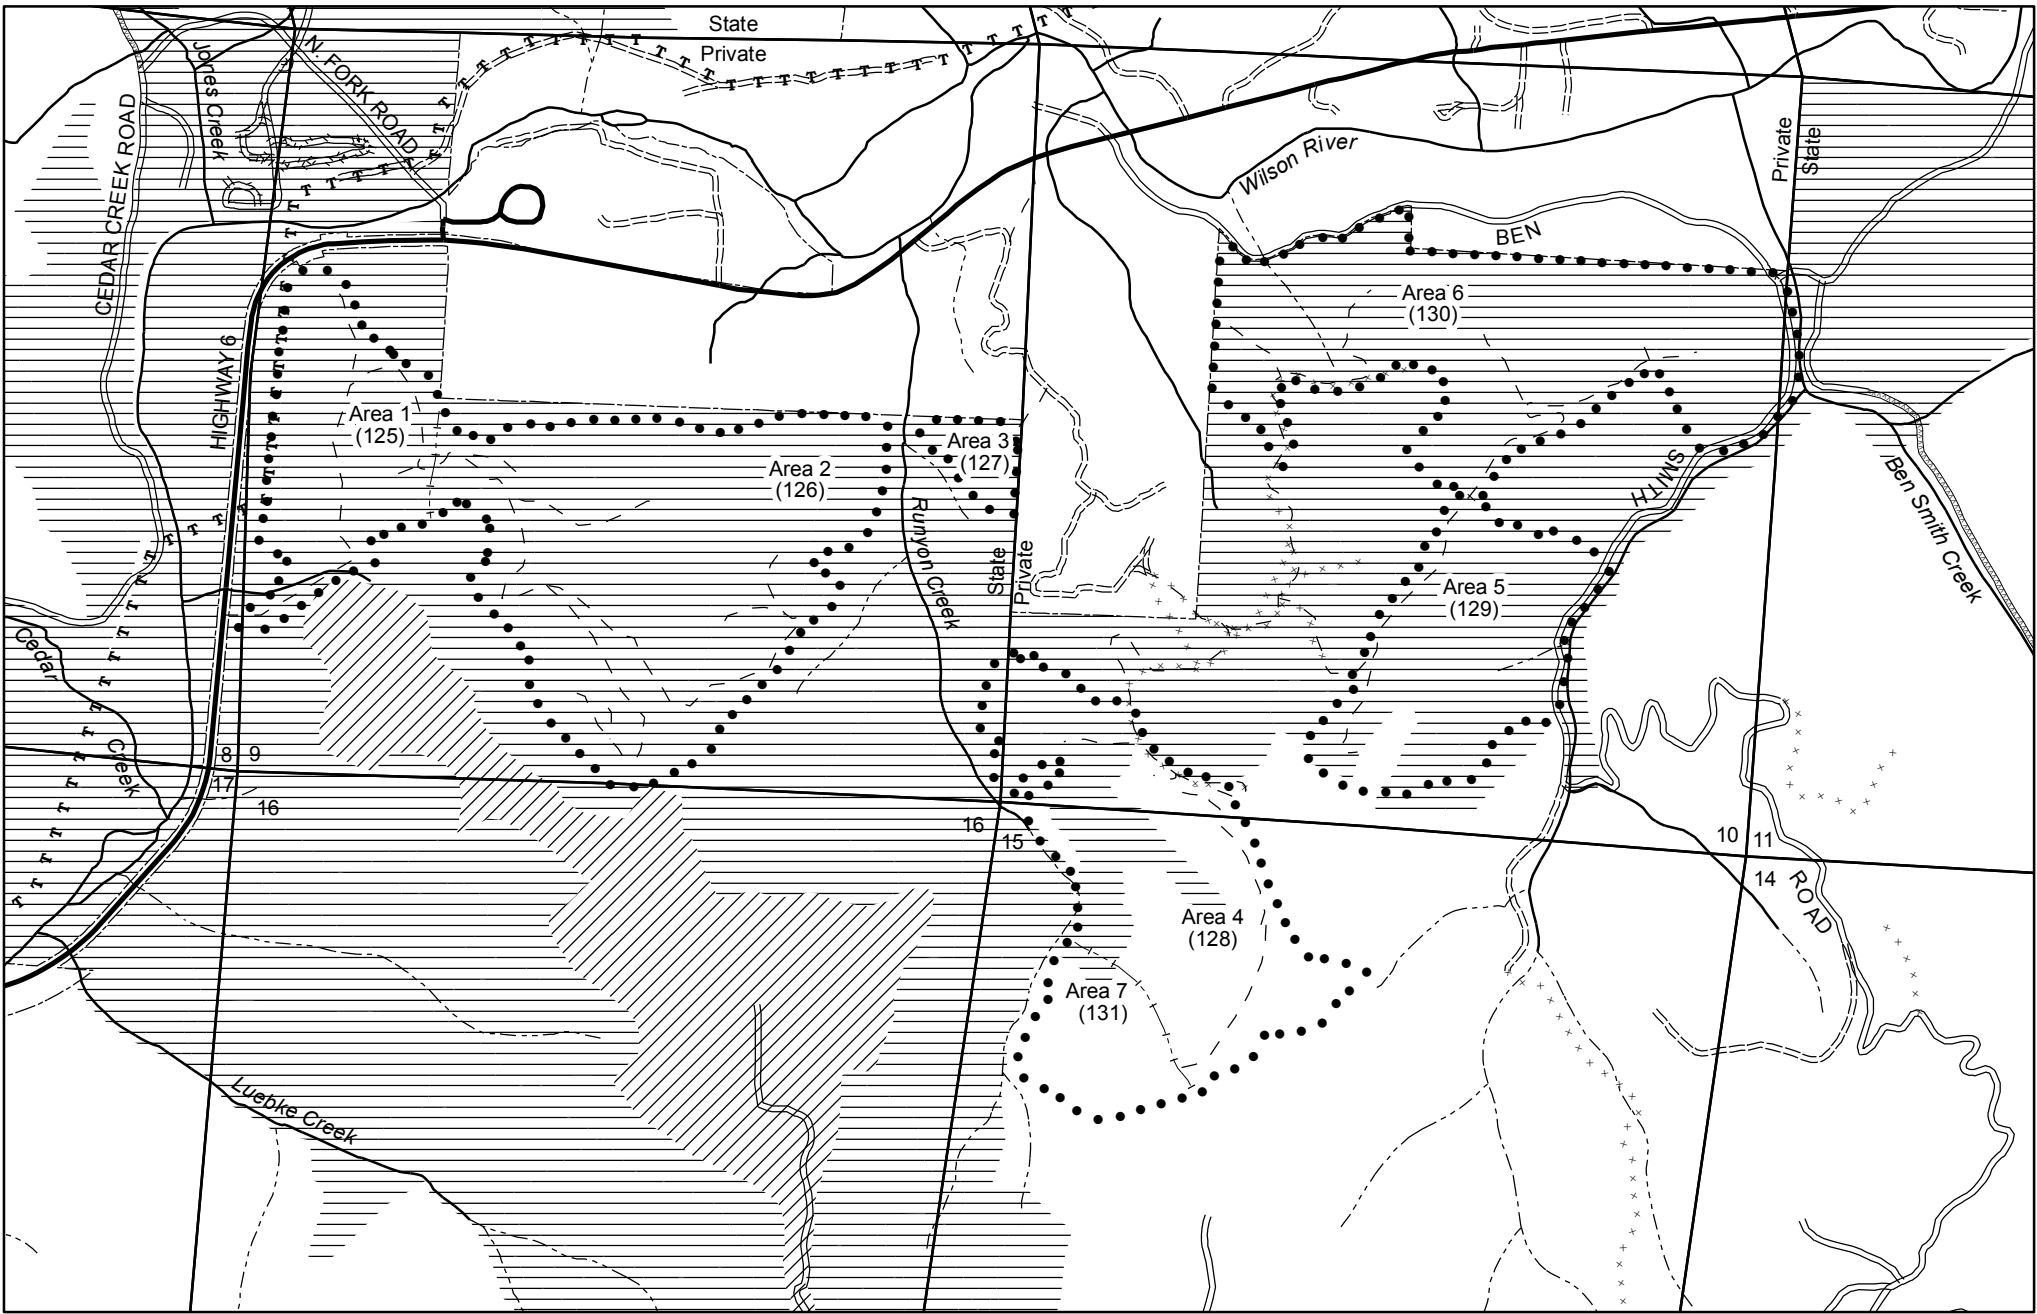 State
Private
Jones Creek
N. FORK ROAD
CEDAR CREEK ROAD
Wilson River
Private
State
BEN
Area 6
(130)
HIGHWAY 6
Area 1
(125)
Area 3
(127)
Area 2
(126)
SMITH
Ben Smith Creek
Runyon Creek
State
Private
Area 5
(129)
Cedar
Creek
8 9
17
16
16
15
10 11
14
ROAD
Area 4
(128)
Area 7
(131)
Luebke Creek